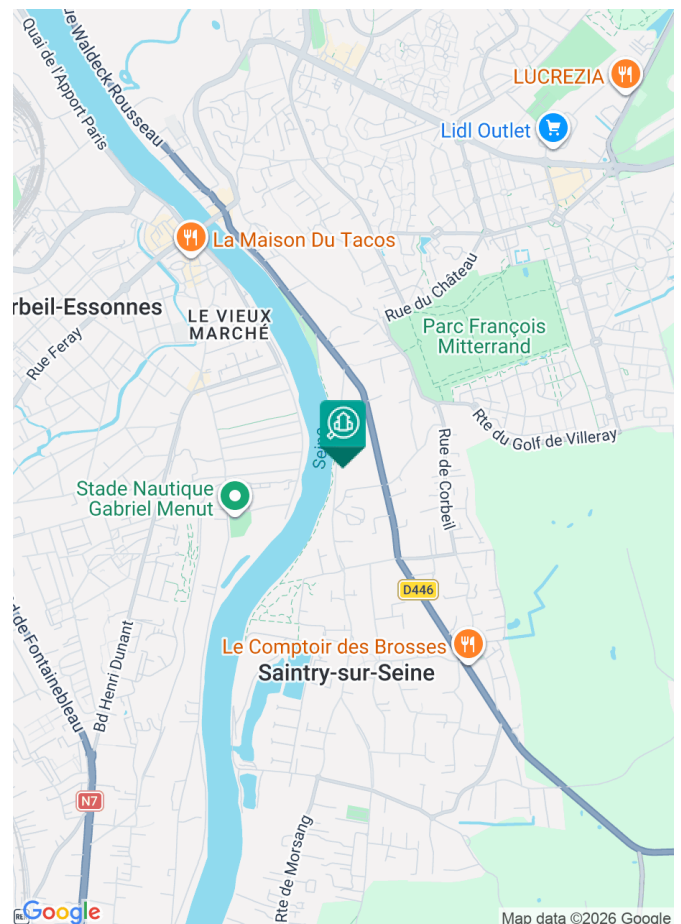 Rue Waldeck Rousseau
Quai de l'Apport Paris
LUCREZIA
Lidl Outlet
La Maison Du Tacos
Rue du Château
rbeil-Essonnes
LE VIEUX
MARCHÉ
Parc François
Mitterrand
Rue Feray
Rte du Golf de Villeray
Seine
Rue de Corbeil
Stade Nautique
Gabriel Menut
D446
Bd Henri Dunant
de Fontainebleau
Le Comptoir des Brosses
Saintry-sur-Seine
N7
Rte de Morsang
Google
Map data ©2026 Google